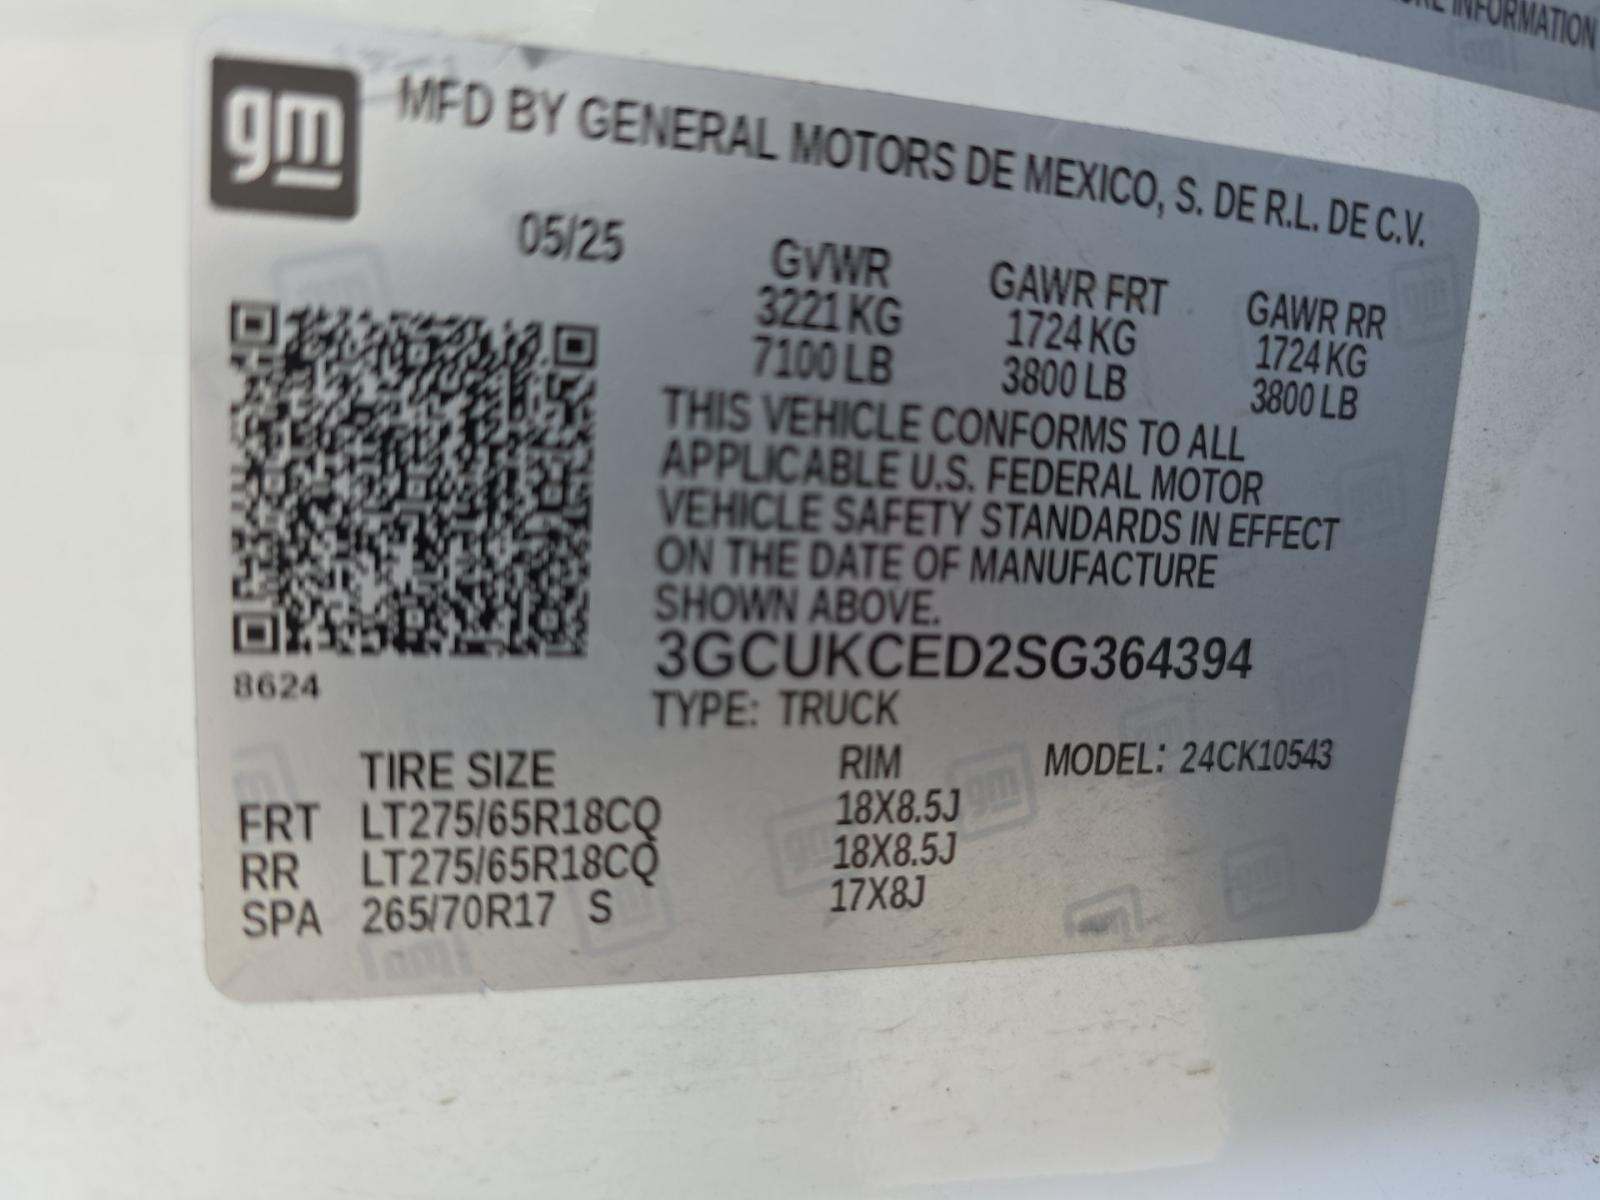 INFORMATION
gm
MFD BY GENERAL MOTORS DE MEXICO, S. DE R.L. DE C.V.
05/25
GVWR GAWR FRT GAWR RR
3221 KG 1724 KG 1724 KG
7100 LB 3800 LB 3800 LB
THIS VEHICLE CONFORMS TO ALL
APPLICABLE U.S. FEDERAL MOTOR
VEHICLE SAFETY STANDARDS IN EFFECT
ON THE DATE OF MANUFACTURE
SHOWN ABOVE.
3GCUKCED2SG364394
8624
TYPE: TRUCK
TIRE SIZE RIM MODEL: 24CK10543
FRT LT275/65R18CQ 18X8.5J
RR LT275/65R18CQ 18X8.5J
SPA 265/70R17 S 17X8J